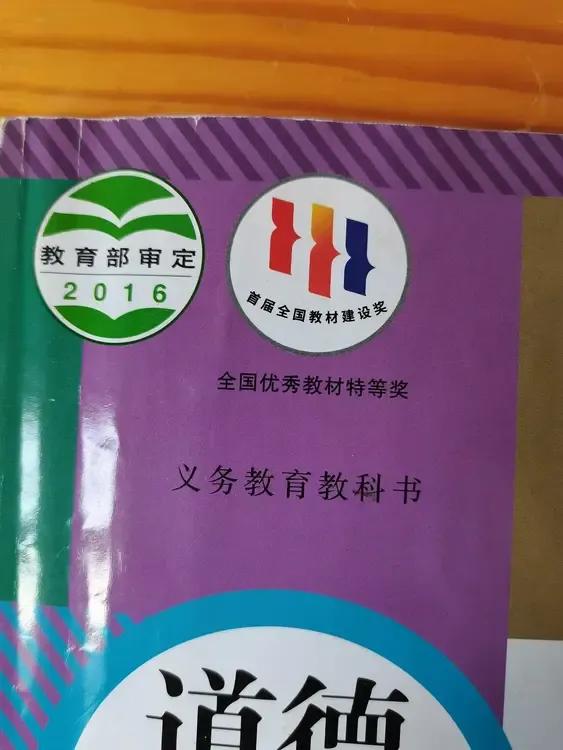 教育部审定
2016
首届全国教材建设奖
全国优秀教材特等奖
义务教育教科书
道德